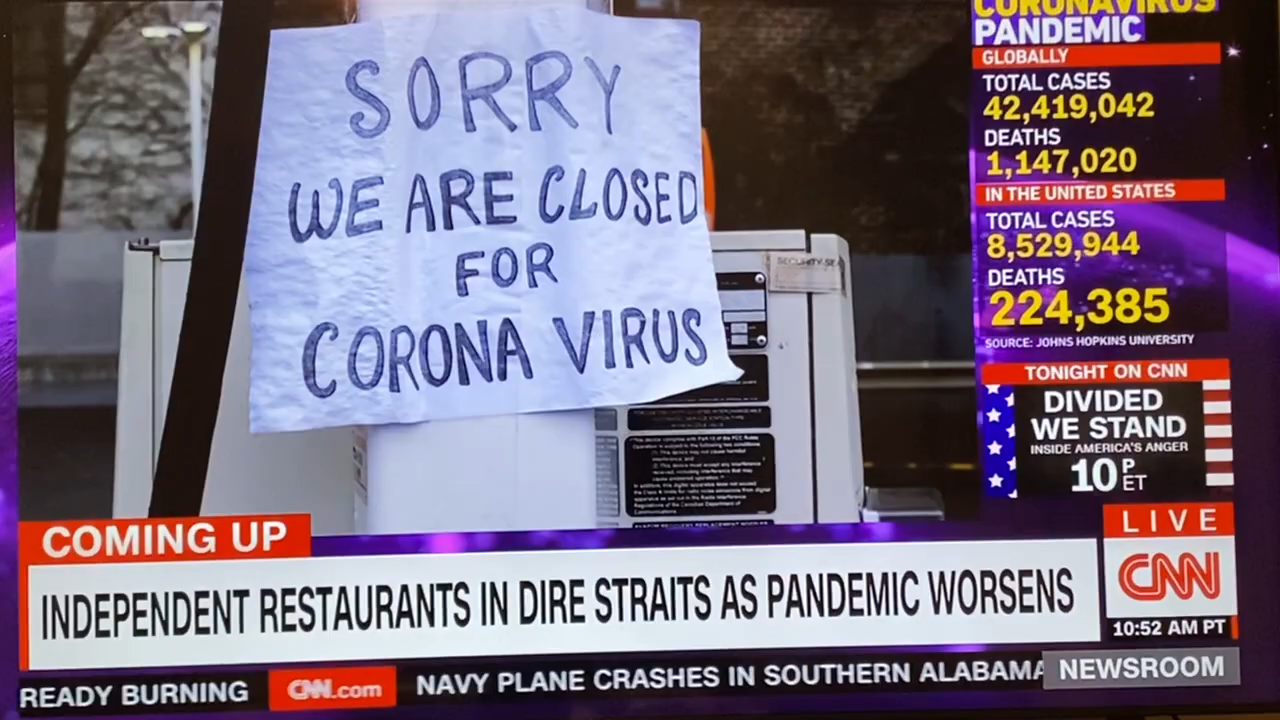 SORRY
WE ARE CLOSED
FOR
CORONA VIRUS
CORONAVIRUS
PANDEMIC
GLOBALLY
TOTAL CASES
42,419,042
DEATHS
1,147,020
IN THE UNITED STATES
TOTAL CASES
8,529,944
DEATHS
224,385
SOURCE: JOHNS HOPKINS UNIVERSITY
TONIGHT ON CNN
DIVIDED
WE STAND
INSIDE AMERICA'S ANGER
10 P ET
COMING UP
INDEPENDENT RESTAURANTS IN DIRE STRAITS AS PANDEMIC WORSENS
LIVE
CNN
10:52 AM PT
READY BURNING CNN.com NAVY PLANE CRASHES IN SOUTHERN ALABAMA NEWSROOM